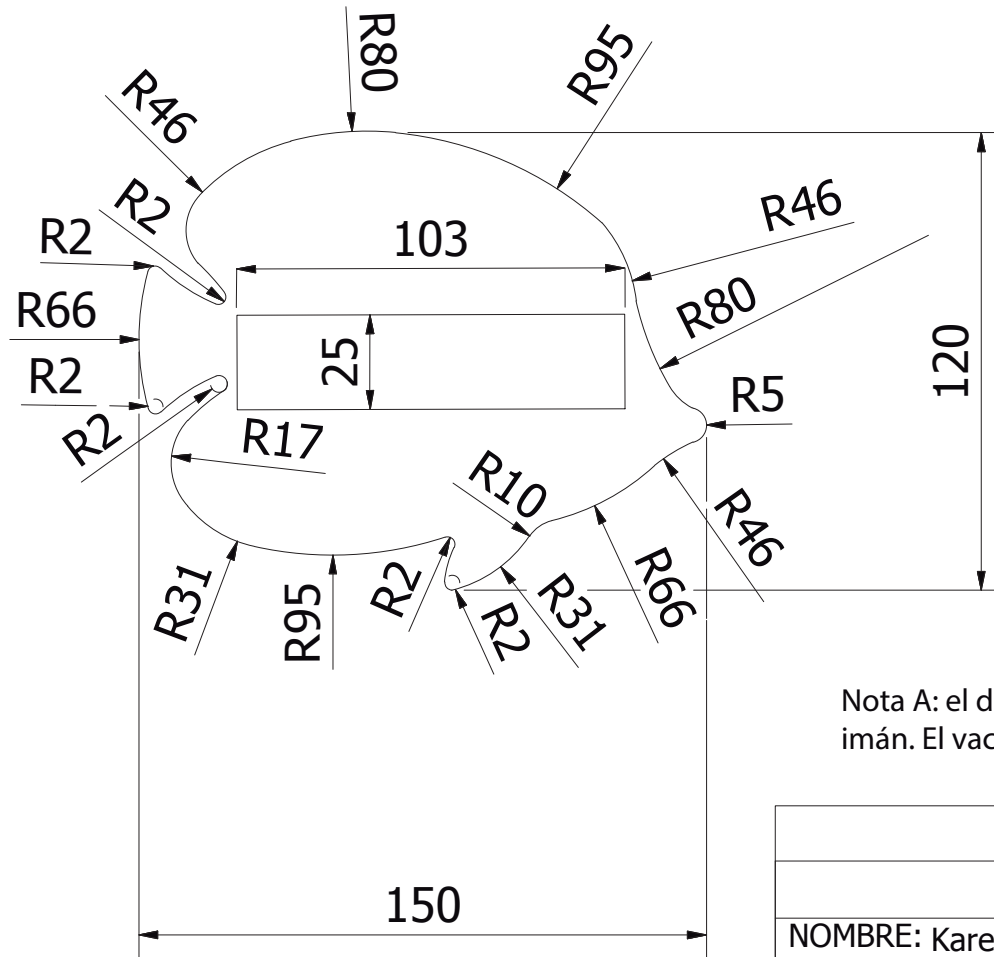 R80
R95
R46
R2
R2
R46
103
R66
R80
25
120
R2
R5
R2
R17
R10
R46
R2
R31
R95
R2
R31
R66
Nota A: el d
imán. El vac
150
NOMBRE: Kare